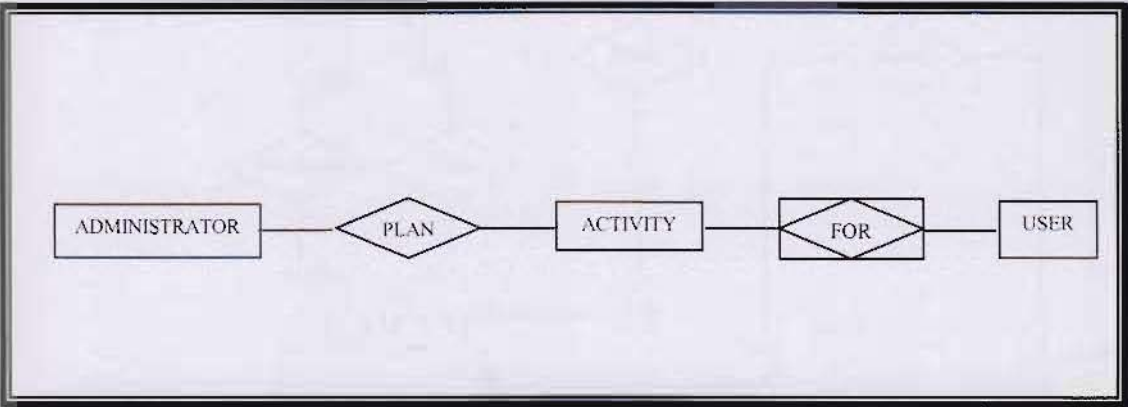 ADMINISTRATOR
PLAN
ACTIVITY
FOR
USER